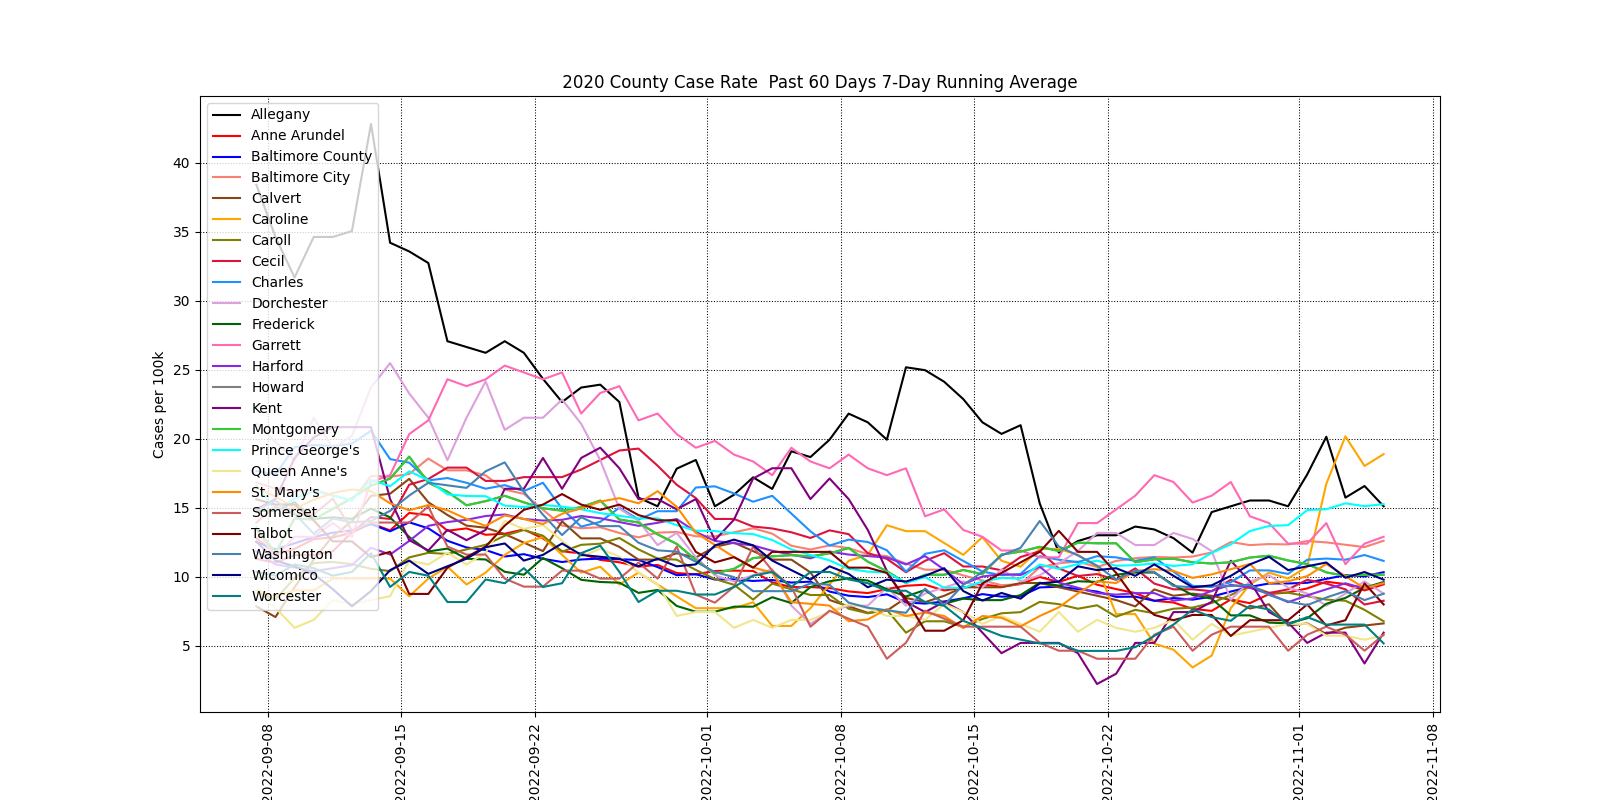 2020 County Case Rate  Past 60 Days 7-Day Running Average
Cases per 100k
40
35
30
25
20
15
10
5
Allegany
Anne Arundel
Baltimore County
Baltimore City
Calvert
Caroline
Caroll
Cecil
Charles
Dorchester
Frederick
Garrett
Harford
Howard
Kent
Montgomery
Prince George's
Queen Anne's
St. Mary's
Somerset
Talbot
Washington
Wicomico
Worcester
2022-09-08
2022-09-15
2022-09-22
2022-10-01
2022-10-08
2022-10-15
2022-10-22
2022-11-01
2022-11-08